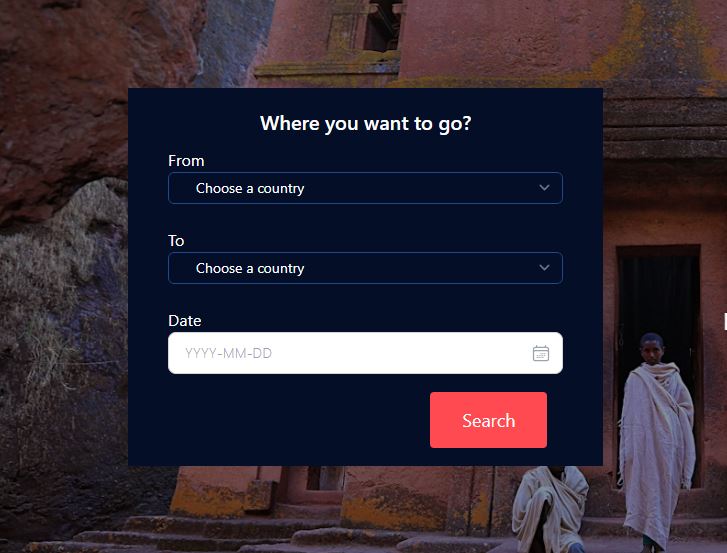 Where you want to go?
From
Choose a country
To
Choose a country
Date
YYYY-MM-DD
Search